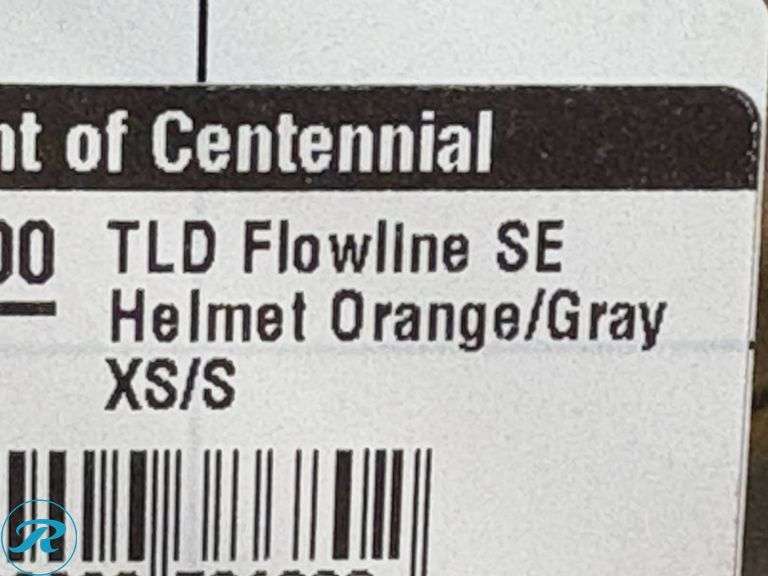 nt of Centennial
00 TLD Flowline SE
Helmet Orange/Gray
XS/S